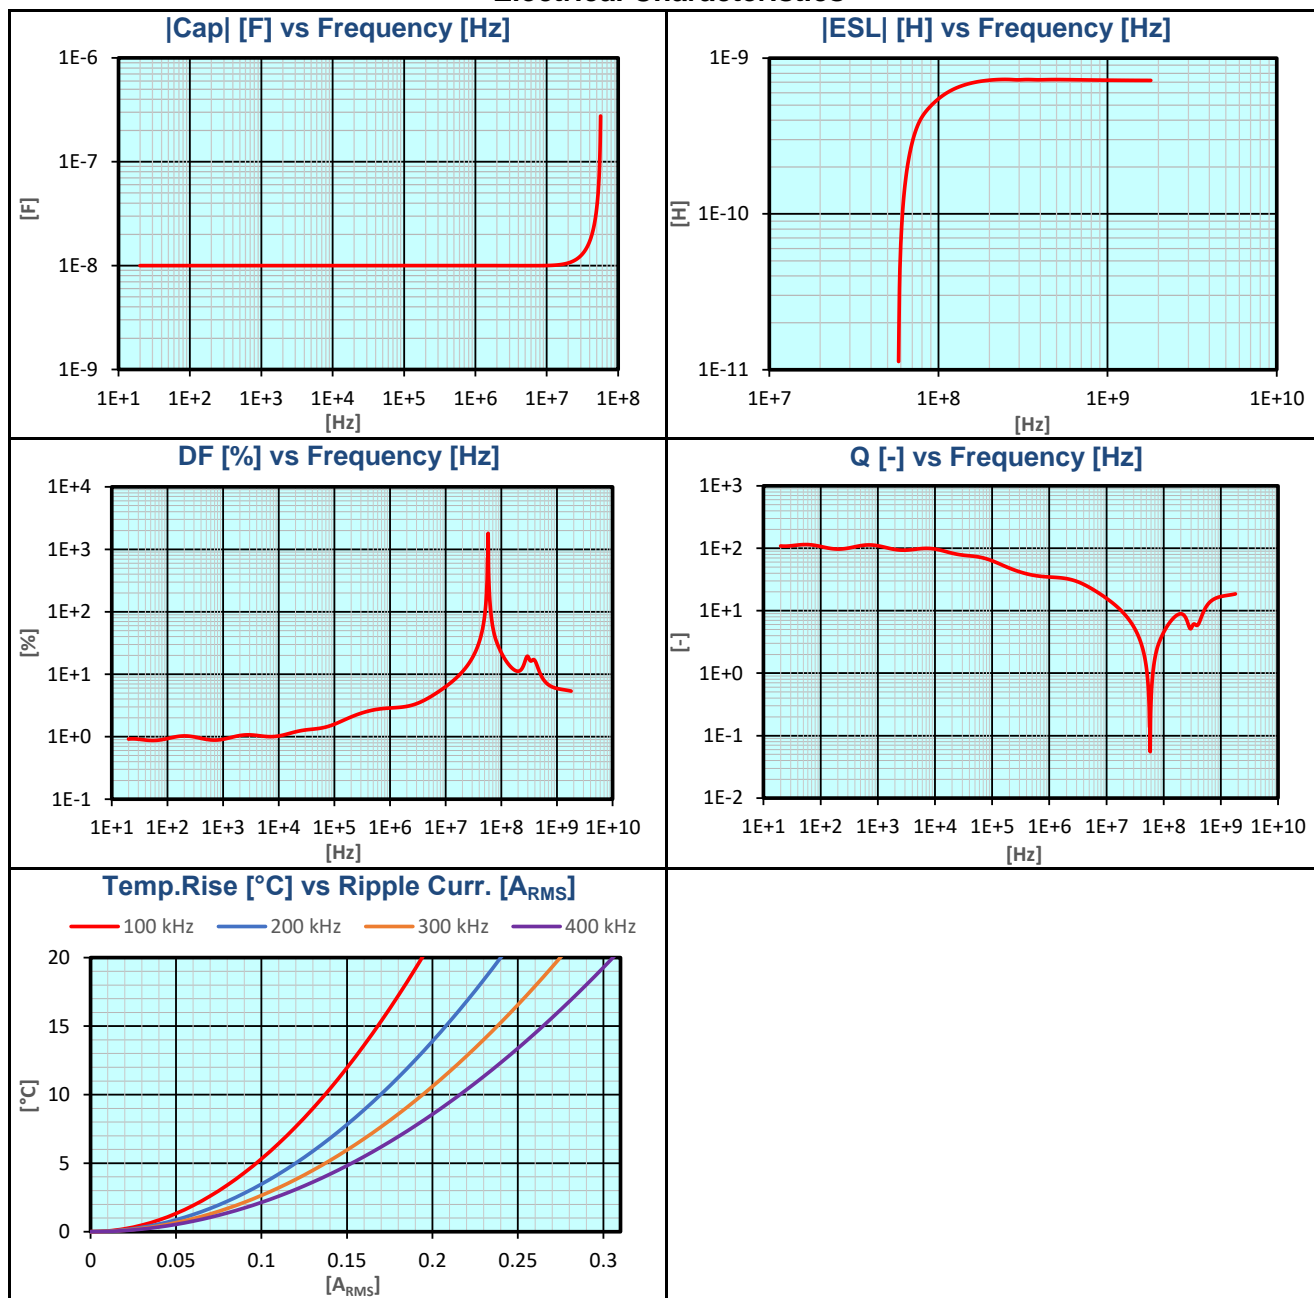 |Cap| [F] vs Frequency [Hz]
1E-6
1E-7
1E-8
1E-9
[F]
1E+1 1E+2 1E+3 1E+4 1E+5 1E+6 1E+7 1E+8
[Hz]
|ESL| [H] vs Frequency [Hz]
1E-9
1E-10
1E-11
[H]
1E+7 1E+8 1E+9 1E+10
[Hz]
DF [%] vs Frequency [Hz]
1E+4
1E+3
1E+2
1E+1
1E+0
1E-1
[%]
1E+1 1E+2 1E+3 1E+4 1E+5 1E+6 1E+7 1E+8 1E+9 1E+10
[Hz]
Q [-] vs Frequency [Hz]
1E+3
1E+2
1E+1
1E+0
1E-1
1E-2
[-]
1E+1 1E+2 1E+3 1E+4 1E+5 1E+6 1E+7 1E+8 1E+9 1E+10
[Hz]
Temp.Rise [°C] vs Ripple Curr. [ARMS]
100 kHz 200 kHz 300 kHz 400 kHz
20
15
10
5
0
[°C]
0 0.05 0.1 0.15 0.2 0.25 0.3
[ARMS]